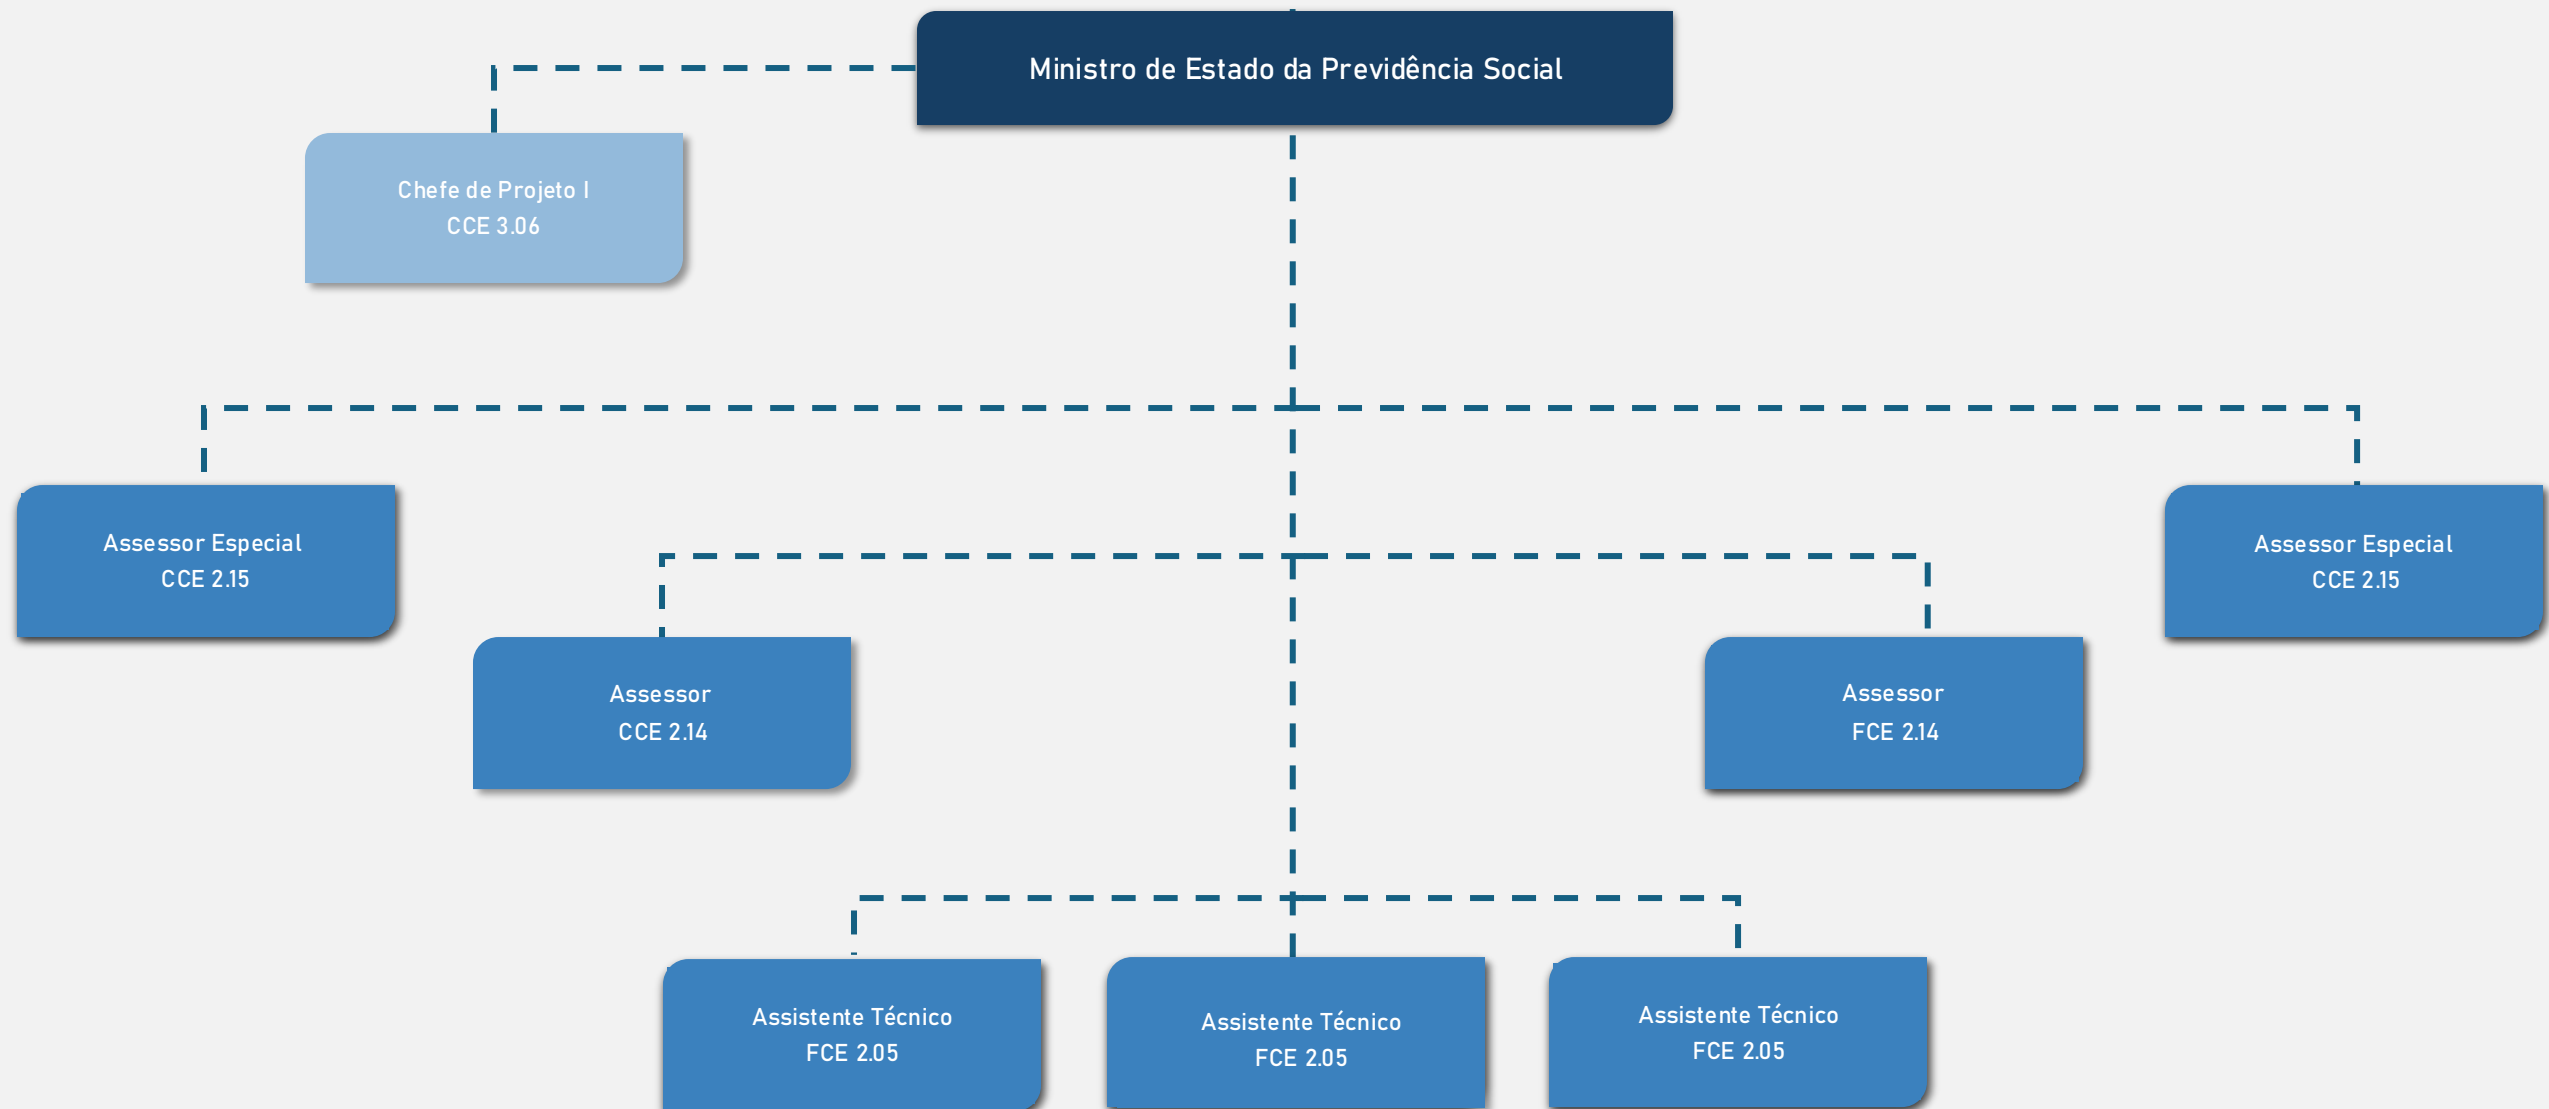 Ministro de Estado da Previdência Social
Chefe de Projeto I
CCE 3.06
Assessor Especial
CCE 2.15
Assessor Especial
CCE 2.15
Assessor
CCE 2.14
Assessor
FCE 2.14
Assistente Técnico
FCE 2.05
Assistente Técnico
FCE 2.05
Assistente Técnico
FCE 2.05